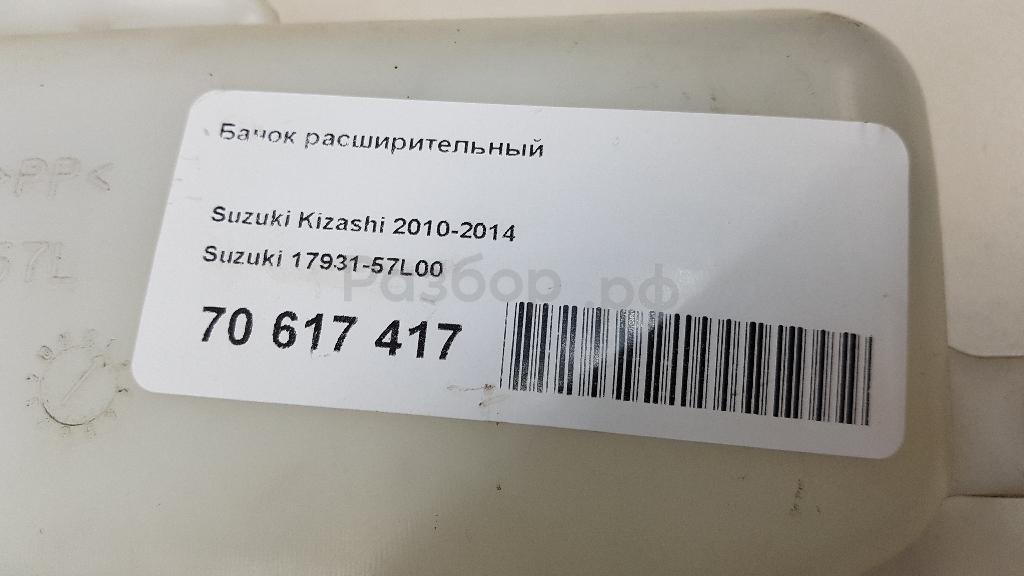 Бачок расширительный
Suzuki Kizashi 2010-2014
Suzuki 17931-57L00
70 617 417
Разбор.рф
>PP<
57L